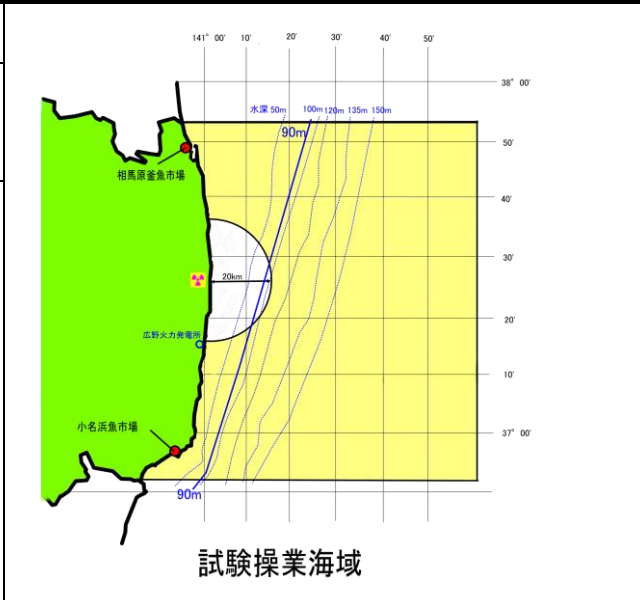 141° 00' 10' 20' 30' 40' 50'
38° 00'
水深 50m 100m 120m 135m 150m
90m
50'
相馬原釜魚市場
40'
30'
20km
20'
広野火力発電所
10'
小名浜魚市場
37° 00'
90m
試験操業海域